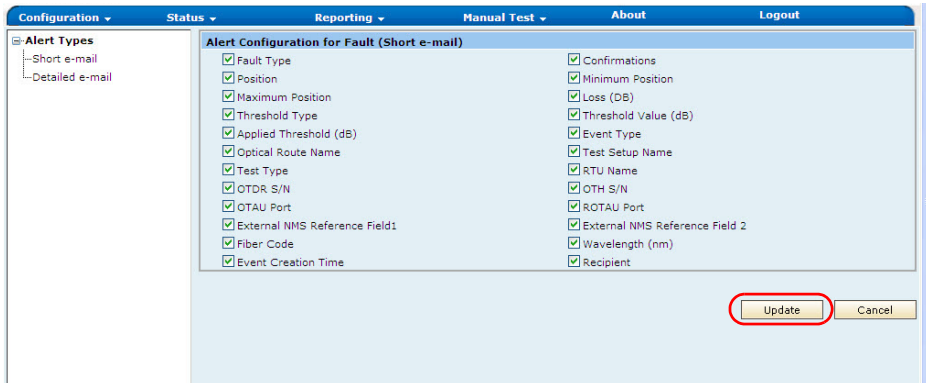 Configuration Status Reporting Manual Test About Logout
Alert Types
Short e-mail
Detailed e-mail
Alert Configuration for Fault (Short e-mail)
Fault Type Confirmations
Position Minimum Position
Maximum Position Loss (DB)
Threshold Type Threshold Value (dB)
Applied Threshold (dB) Event Type
Optical Route Name Test Setup Name
Test Type RTU Name
OTDR S/N OTH S/N
OTAU Port ROTAU Port
External NMS Reference Field1 External NMS Reference Field 2
Fiber Code Wavelength (nm)
Event Creation Time Recipient
Update Cancel